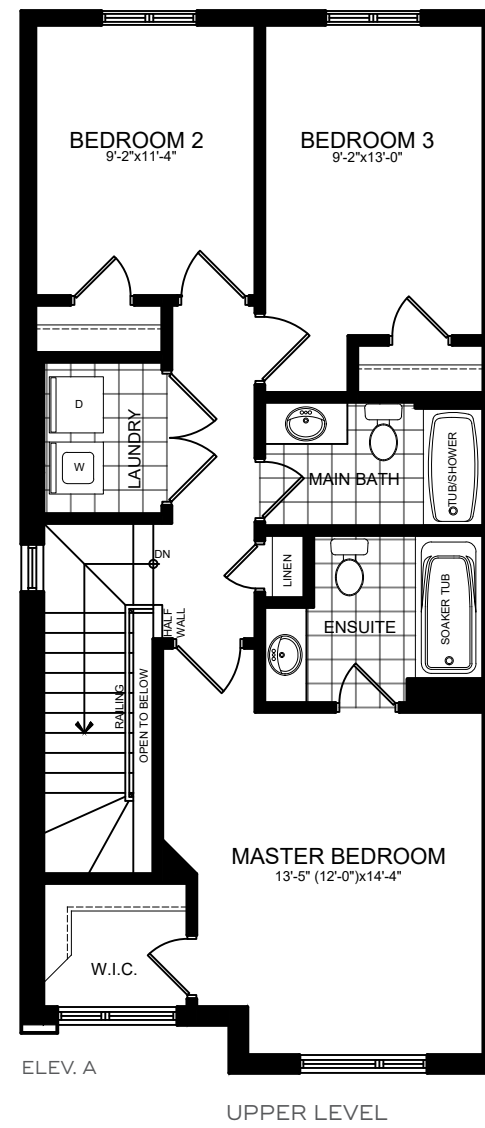 BEDROOM 2
9'-2"x11'-4"
BEDROOM 3
9'-2"x13'-0"
D
W
LAUNDRY
MAIN BATH
TUB/SHOWER
DN
LINEN
HALF
WALL
ENSUITE
SOAKER TUB
RAILING
OPEN TO BELOW
MASTER BEDROOM
13'-5" (12'-0")x14'-4"
W.I.C.
ELEV. A
UPPER LEVEL